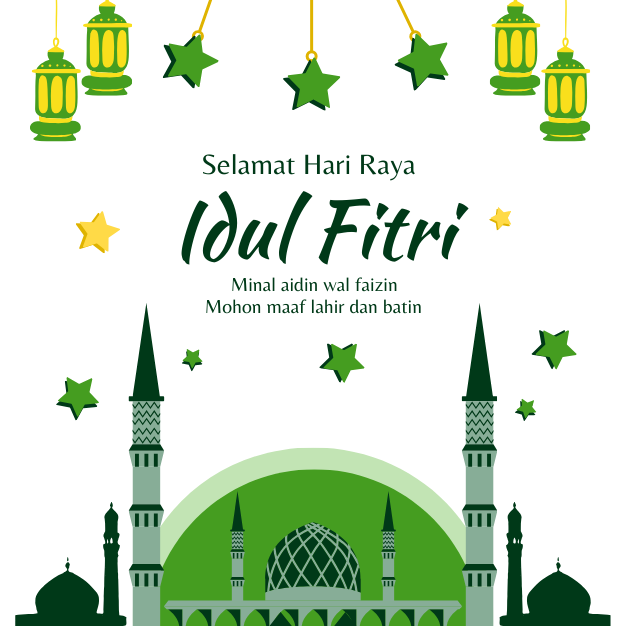 Selamat Hari Raya
Idul Fitri
Minal aidin wal faizin
Mohon maaf lahir dan batin